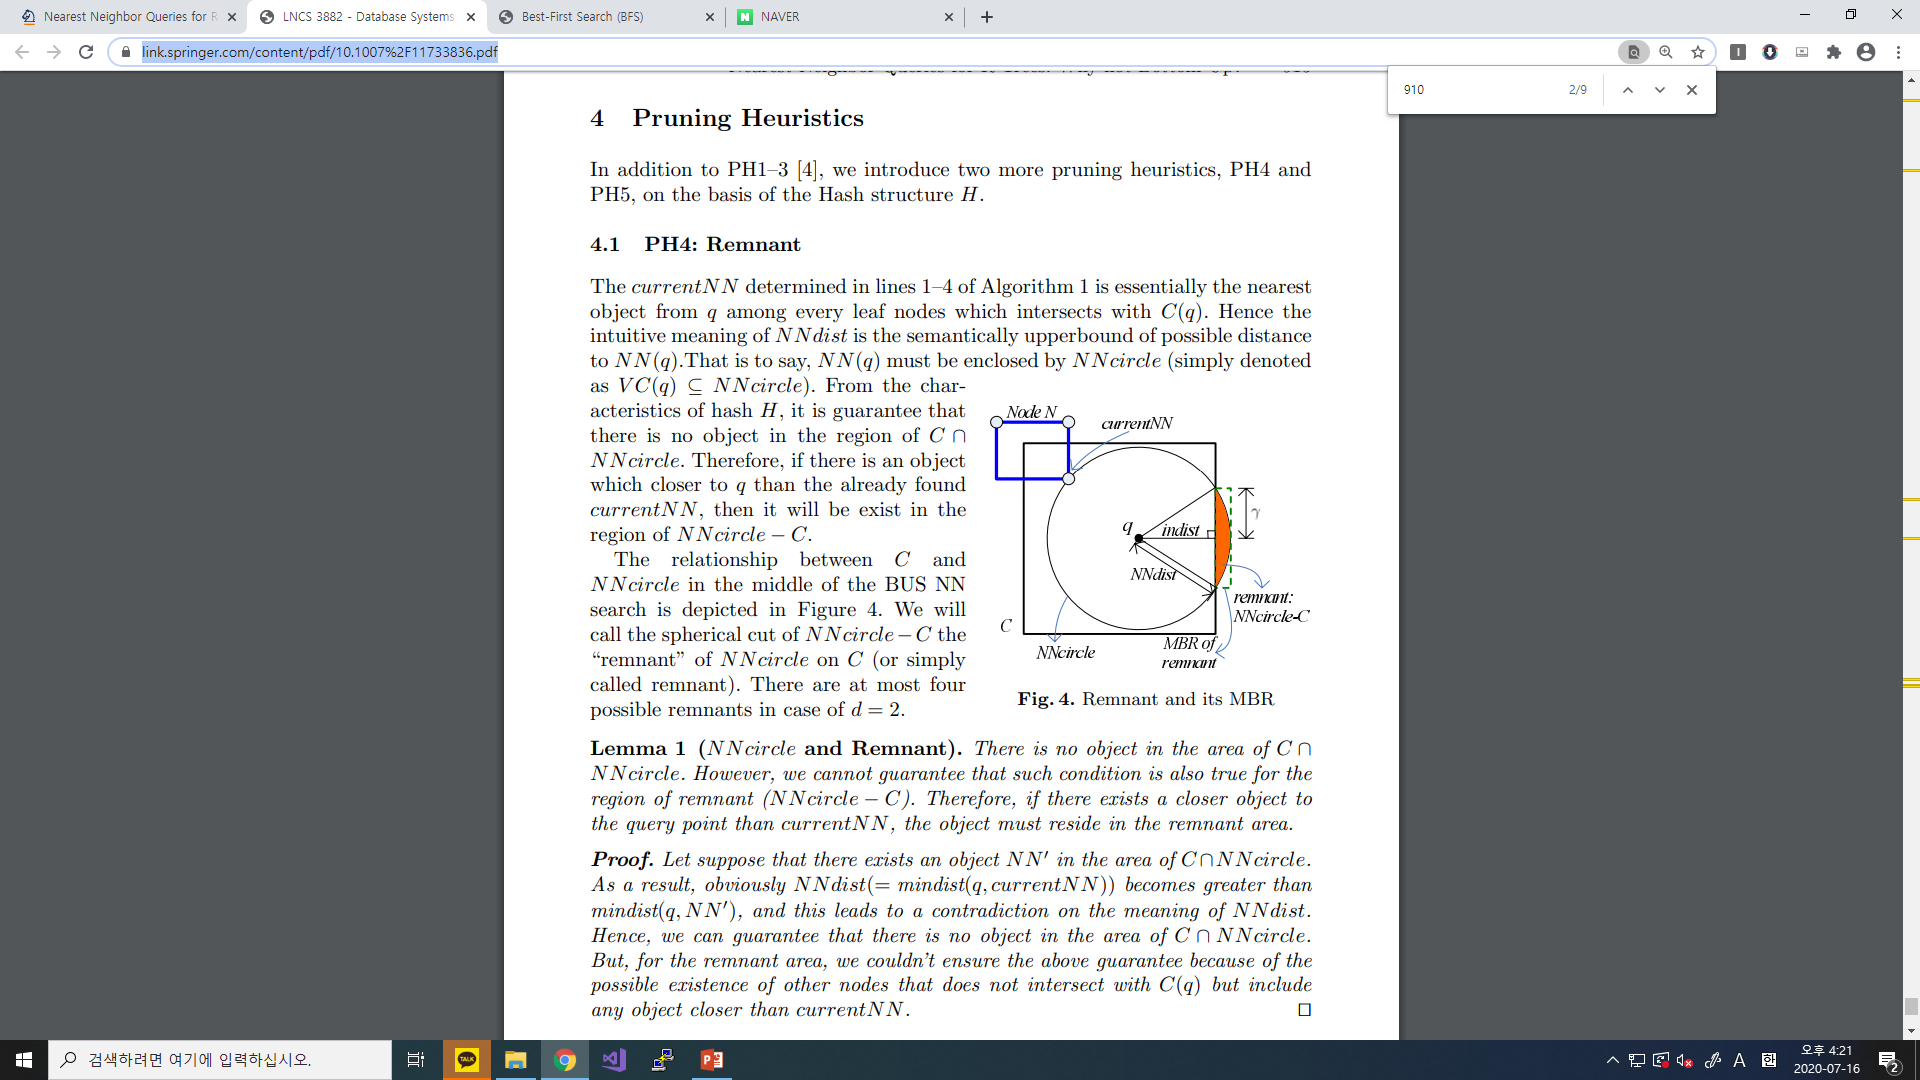 Nearest Neighbor Queries for R
LNCS 3882 - Database Systems
Best-First Search (BFS)
NAVER
link.springer.com/content/pdf/10.1007%2F11733836.pdf
910
2/9
4 Pruning Heuristics
In addition to PH1–3 [4], we introduce two more pruning heuristics, PH4 and
PH5, on the basis of the Hash structure H.
4.1 PH4: Remnant
The currentNN determined in lines 1–4 of Algorithm 1 is essentially the nearest
object from q among every leaf nodes which intersects with C(q). Hence the
intuitive meaning of NNdist is the semantically upperbound of possible distance
to NN(q).That is to say, NN(q) must be enclosed by NNcircle (simply denoted
as VC(q) ⊆ NNcircle). From the char-
acteristics of hash H, it is guarantee that
there is no object in the region of C ∩
NNcircle. Therefore, if there is an object
which closer to q than the already found
currentNN, then it will be exist in the
region of NNcircle − C.
The relationship between C and
NNcircle in the middle of the BUS NN
search is depicted in Figure 4. We will
call the spherical cut of NNcircle − C the
“remnant” of NNcircle on C (or simply
called remnant). There are at most four
possible remnants in case of d = 2.
Node N
currentNN
γ
q
indist
NNdist
remnant:
NNcircle-C
C
MBR of
remnant
NNcircle
Fig. 4. Remnant and its MBR
Lemma 1 (NNcircle and Remnant). There is no object in the area of C ∩
NNcircle. However, we cannot guarantee that such condition is also true for the
region of remnant (NNcircle − C). Therefore, if there exists a closer object to
the query point than currentNN, the object must reside in the remnant area.
Proof. Let suppose that there exists an object NN′ in the area of C∩NNcircle.
As a result, obviously NNdist(= mindist(q, currentNN)) becomes greater than
mindist(q, NN′), and this leads to a contradiction on the meaning of NNdist.
Hence, we can guarantee that there is no object in the area of C ∩ NNcircle.
But, for the remnant area, we couldn’t ensure the above guarantee because of the
possible existence of other nodes that does not intersect with C(q) but include
any object closer than currentNN. □
검색하려면 여기에 입력하십시오.
TALK
A
한
오후 4:21
2020-07-16
2